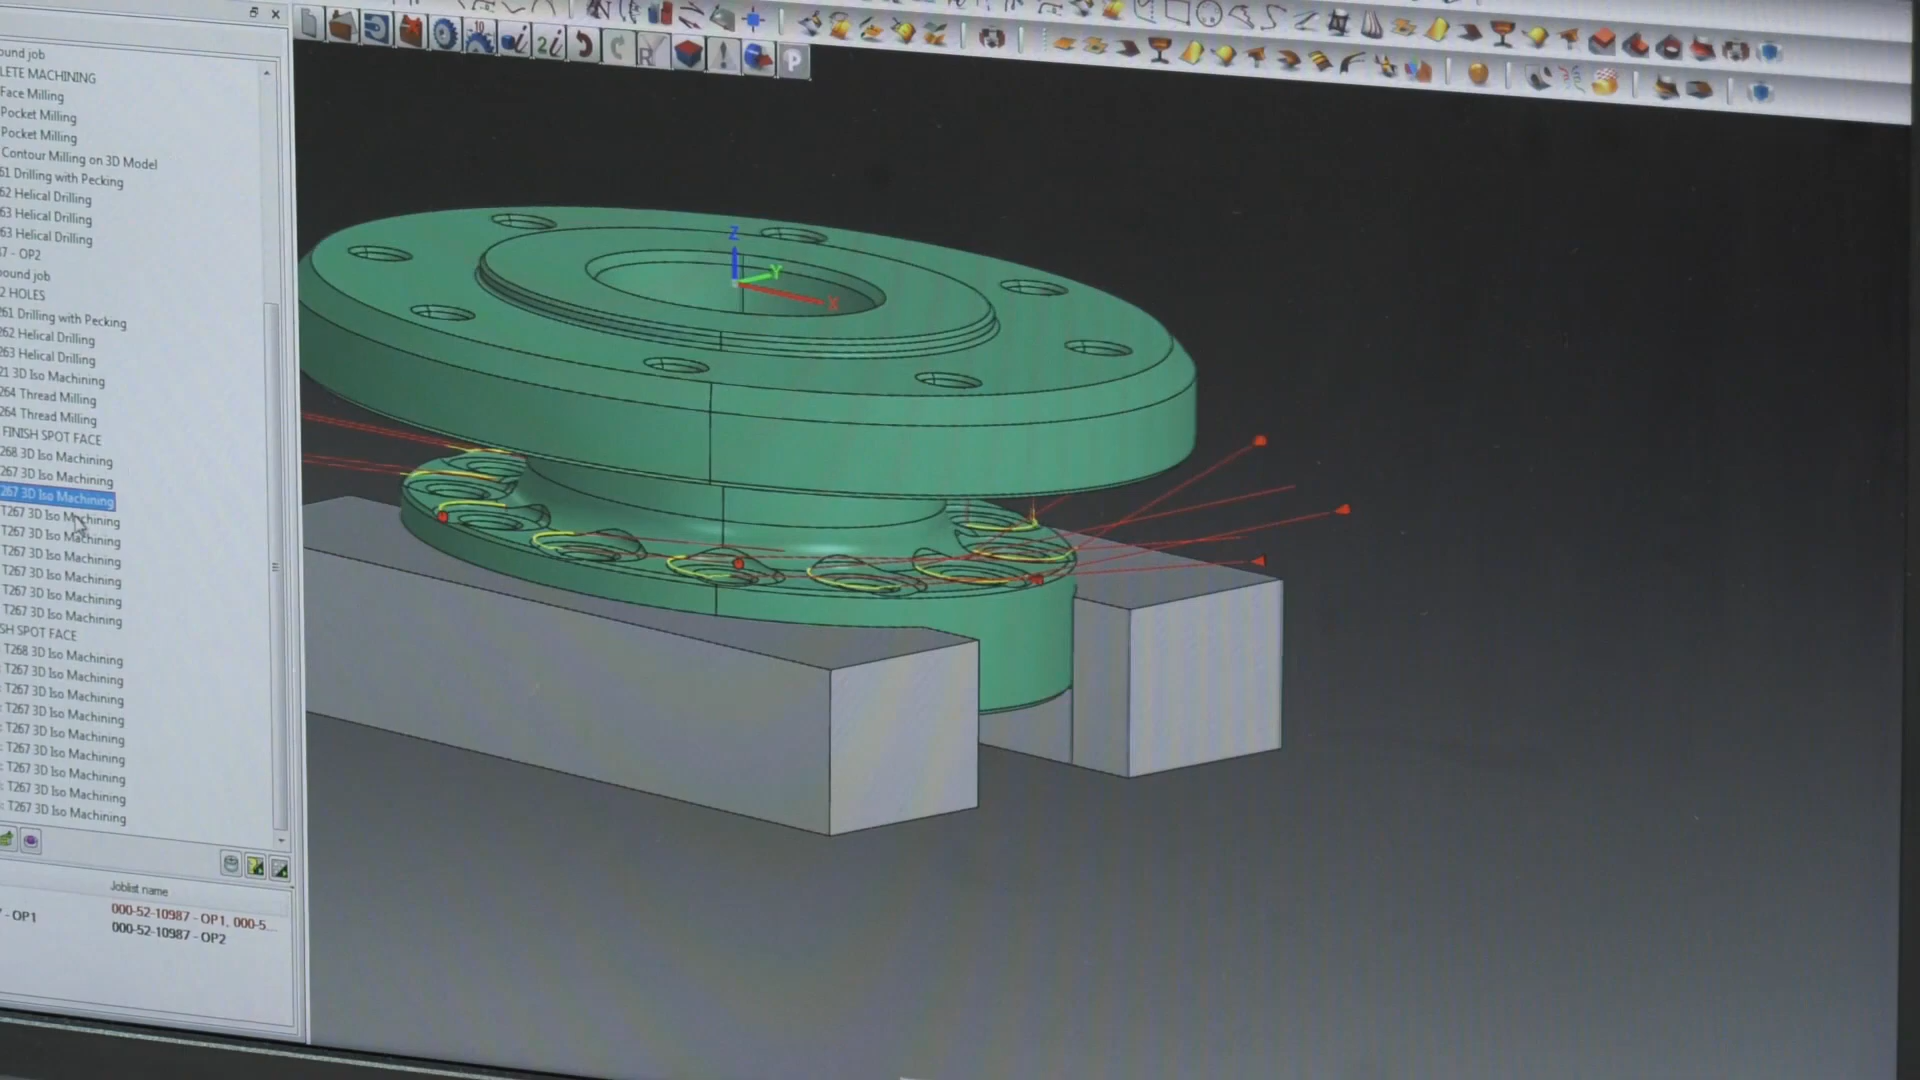 ound job
LETE MACHINING
Face Milling
Pocket Milling
Pocket Milling
Contour Milling on 3D Model
61 Drilling with Pecking
62 Helical Drilling
63 Helical Drilling
63 Helical Drilling
87 - OP2
ound job
2 HOLES
261 Drilling with Pecking
262 Helical Drilling
263 Helical Drilling
21 3D Iso Machining
264 Thread Milling
264 Thread Milling
FINISH SPOT FACE
268 3D Iso Machining
267 3D Iso Machining
267 3D Iso Machining
T267 3D Iso Machining
T267 3D Iso Machining
T267 3D Iso Machining
T267 3D Iso Machining
T267 3D Iso Machining
T267 3D Iso Machining
SH SPOT FACE
T268 3D Iso Machining
: T267 3D Iso Machining
: T267 3D Iso Machining
: T267 3D Iso Machining
: T267 3D Iso Machining
: T267 3D Iso Machining
: T267 3D Iso Machining
: T267 3D Iso Machining
: T267 3D Iso Machining
Joblist name
- OP1
000-52-10987 - OP1, 000-5...
000-52-10987 - OP2
Z
Y
X
10
i
2i
R
P